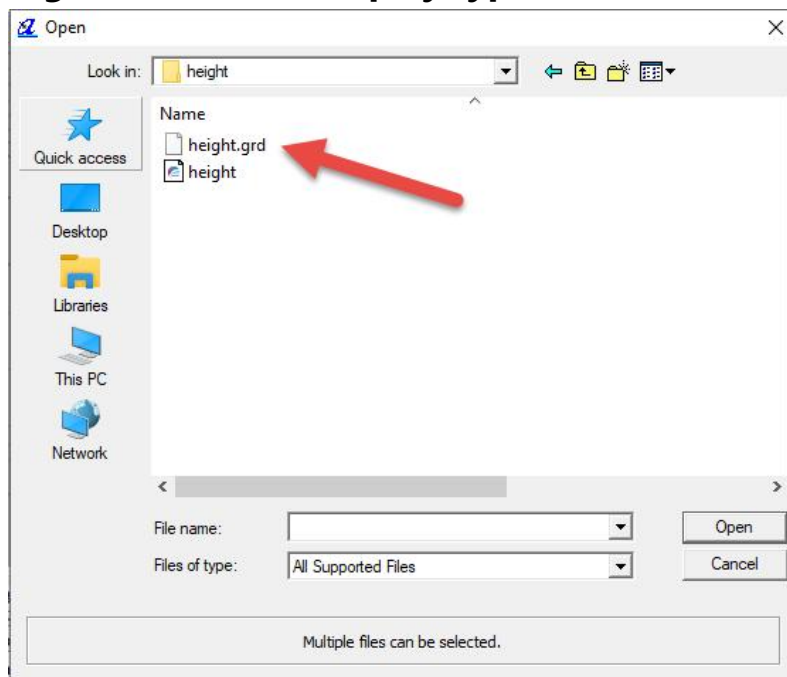 Open
Look in: height
Name
height.grd
height
Quick access
Desktop
Libraries
This PC
Network
File name:
Open
Files of type: All Supported Files
Cancel
Multiple files can be selected.